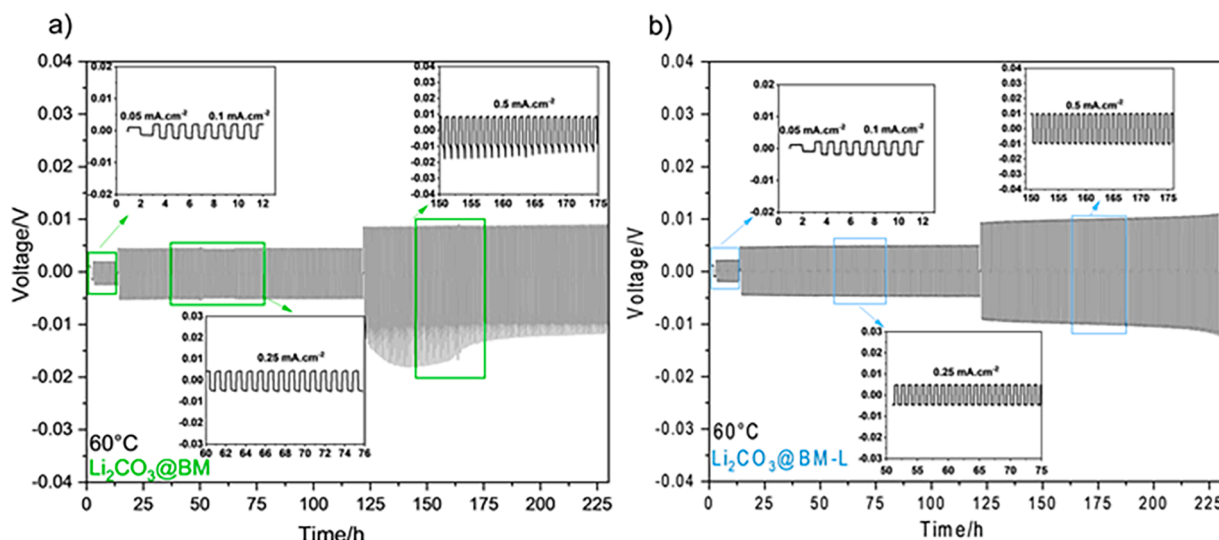 a)
b)
0.04
0.03
0.02
0.01
0.00
-0.01
-0.02
-0.03
-0.04
Voltage/V
0 25 50 75 100 125 150 175 200 225
Time/h
0.02
0.01
0.00
-0.01
-0.02
0.05 mA.cm⁻² 0.1 mA.cm⁻²
0 2 4 6 8 10 12
0.04
0.03
0.02
0.01
0.00
-0.01
-0.02
-0.03
-0.04
0.5 mA.cm⁻²
150 155 160 165 170 175
0.03
0.02
0.01
0.00
-0.01
-0.02
-0.03
0.25 mA.cm⁻²
60 62 64 66 68 70 72 74 76
60°C
Li₂CO₃@BM
0.04
0.03
0.02
0.01
0.00
-0.01
-0.02
-0.03
-0.04
Voltage/V
0 25 50 75 100 125 150 175 200 225
Time/h
0.02
0.01
0.00
-0.01
-0.02
0.05 mA.cm⁻² 0.1 mA.cm⁻²
0 2 4 6 8 10 12
0.04
0.03
0.02
0.01
0.00
-0.01
-0.02
-0.03
-0.04
0.5 mA.cm⁻²
150 155 160 165 170 175
0.03
0.02
0.01
0.00
-0.01
-0.02
-0.03
0.25 mA.cm⁻²
50 55 60 65 70 75
60°C
Li₂CO₃@BM-L